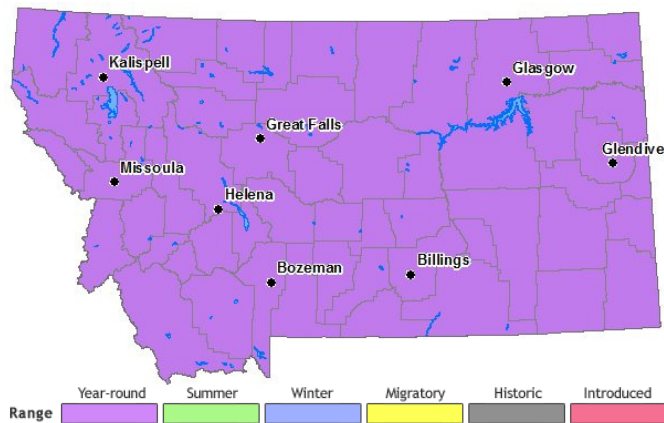 Kalispell
Glasgow
Great Falls
Glendive
Missoula
Helena
Bozeman
Billings
Year-round Summer Winter Migratory Historic Introduced
Range